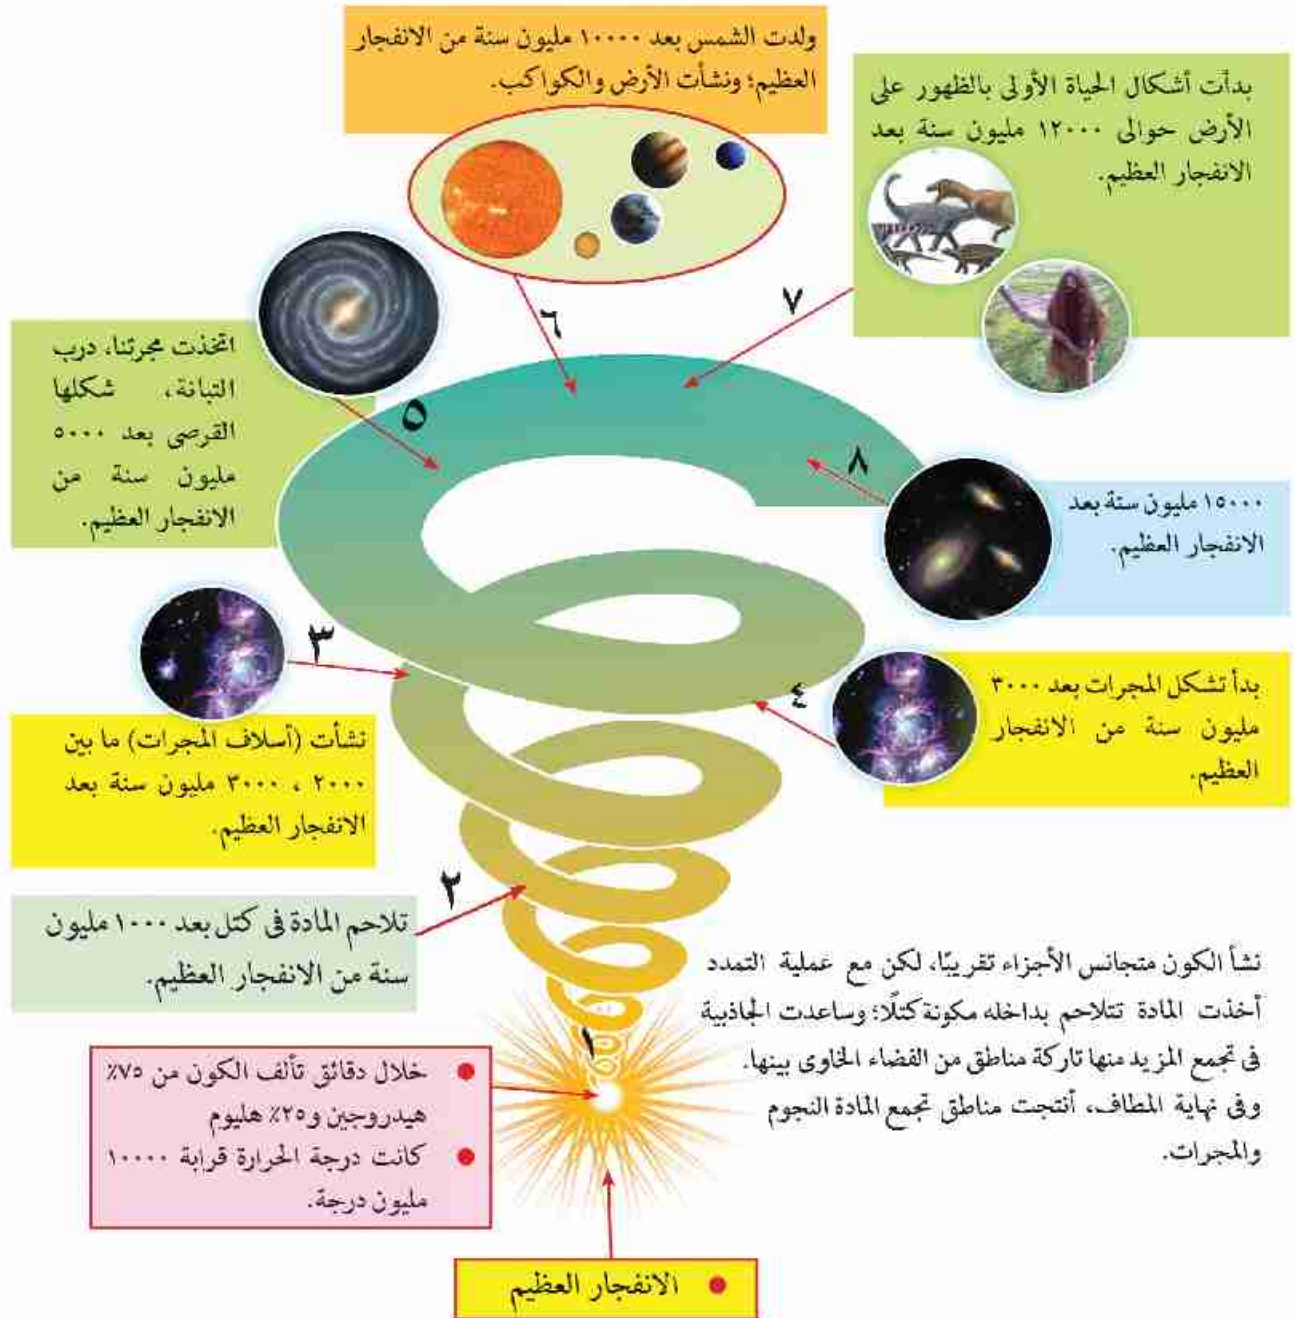 ولدت الشمس بعد ١٠٠٠٠ مليون سنة من الانفجار
العظيم؛ ونشأت الأرض والكواكب.
بدأت أشكال الحياة الأولى بالظهور على
الأرض حوالى ١٢٠٠٠ مليون سنة بعد
الانفجار العظيم.
٦
٧
اتخذت مجرتنا، درب
التبانة، شكلها
القرصى بعد ٥٠٠٠
مليون سنة من
الانفجار العظيم.
٥
٨
١٥٠٠٠ مليون سنة بعد
الانفجار العظيم.
٣
نشأت (أسلاف المجرات) ما بين
٢٠٠٠ ، ٣٠٠٠ مليون سنة بعد
الانفجار العظيم.
٤
بدأ تشكل المجرات بعد ٣٠٠٠
مليون سنة من الانفجار
العظيم.
٢
تلاحم المادة فى كتل بعد ١٠٠٠ مليون
سنة من الانفجار العظيم.
نشأ الكون متجانس الأجزاء تقريبًا، لكن مع عملية التمدد
أخذت المادة تتلاحم بداخله مكونة كتلًا؛ وساعدت الجاذبية
فى تجمع المزيد منها تاركة مناطق من الفضاء الخاوى بينها.
وفى نهاية المطاف، أنتجت مناطق تجمع المادة النجوم
والمجرات.
١
● خلال دقائق تألف الكون من ٧٥٪
هيدروجين و٢٥٪ هليوم
● كانت درجة الحرارة قرابة ١٠٠٠٠
مليون درجة.
● الانفجار العظيم